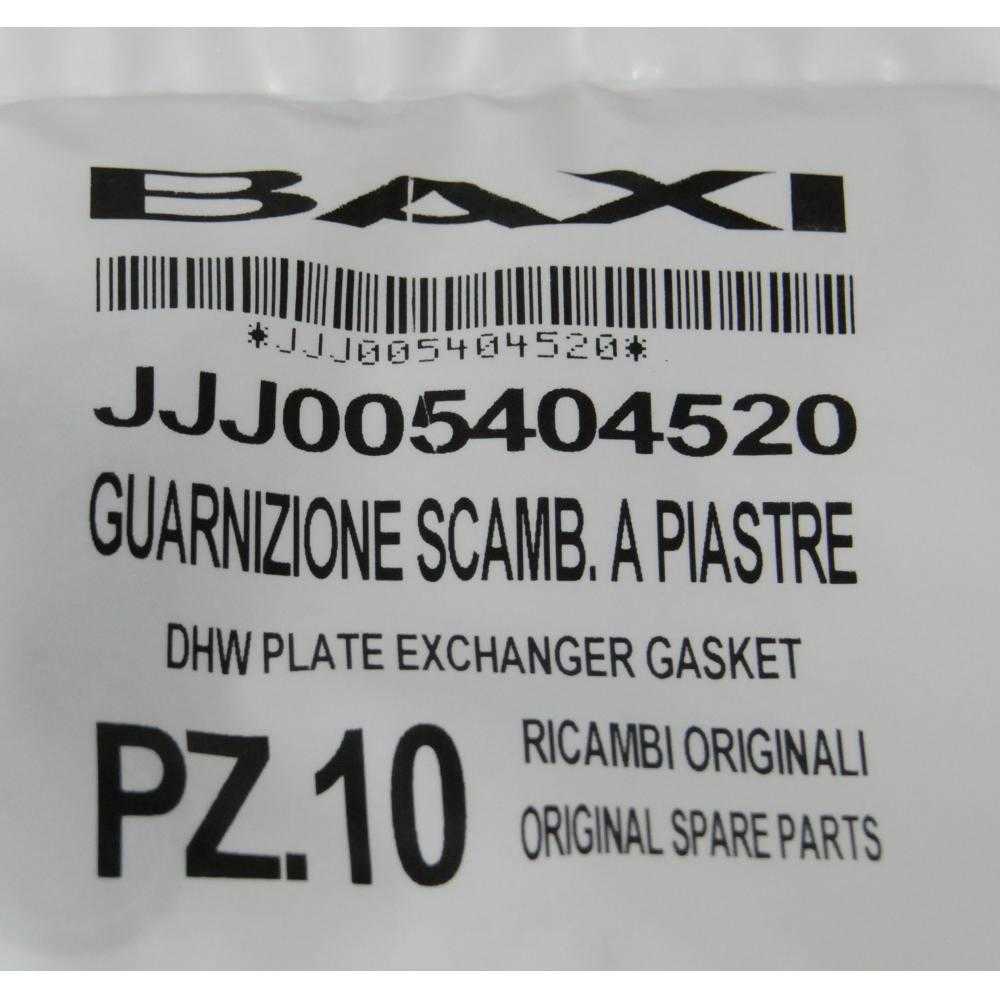 BAXI
*JJJ005404520*
JJJ005404520
GUARNIZIONE SCAMB. A PIASTRE
DHW PLATE EXCHANGER GASKET
PZ.10
RICAMBI ORIGINALI
ORIGINAL SPARE PARTS